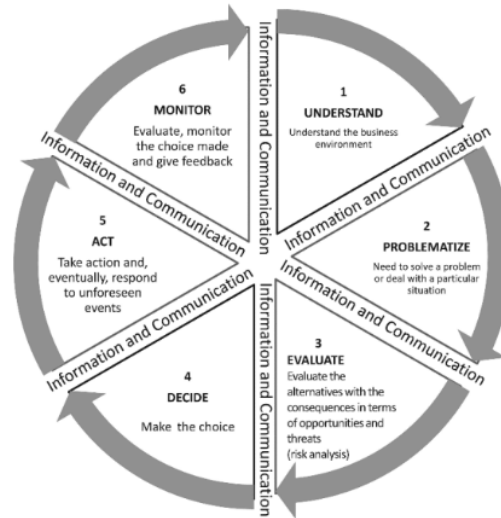 1
UNDERSTAND
Understand the business
environment
Information and Communication
2
PROBLEMATIZE
Need to solve a problem
or deal with a particular
situation
Information and Communication
3
EVALUATE
Evaluate the
alternatives with the
consequences in terms
of opportunities and
threats
(risk analysis)
Information and Communication
4
DECIDE
Make the choice
Information and Communication
5
ACT
Take action and,
eventually, respond
to unforeseen
events
Information and Communication
6
MONITOR
Evaluate, monitor
the choice made
and give feedback
Information and Communication